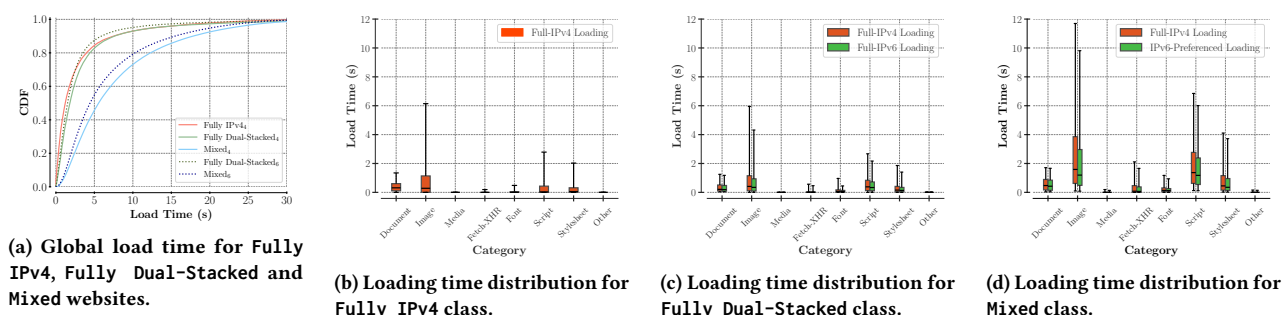 1.0
0.8
0.6
0.4
0.2
0.0
CDF
Fully IPv4₄
Fully Dual-Stacked₄
Mixed₄
Fully Dual-Stacked₆
Mixed₆
0 5 10 15 20 25 30
Load Time (s)
(a) Global load time for Fully
IPv4, Fully Dual-Stacked and
Mixed websites.
12
10
8
6
4
2
0
Load Time (s)
Full-IPv4 Loading
Document Image Media Fetch-XHR Font Script Stylesheet Other
Category
(b) Loading time distribution for
Fully IPv4 class.
12
10
8
6
4
2
0
Load Time (s)
Full-IPv4 Loading
Full-IPv6 Loading
Document Image Media Fetch-XHR Font Script Stylesheet Other
Category
(c) Loading time distribution for
Fully Dual-Stacked class.
12
10
8
6
4
2
0
Load Time (s)
Full-IPv4 Loading
IPv6-Preferenced Loading
Document Image Media Fetch-XHR Font Script Stylesheet Other
Category
(d) Loading time distribution for
Mixed class.